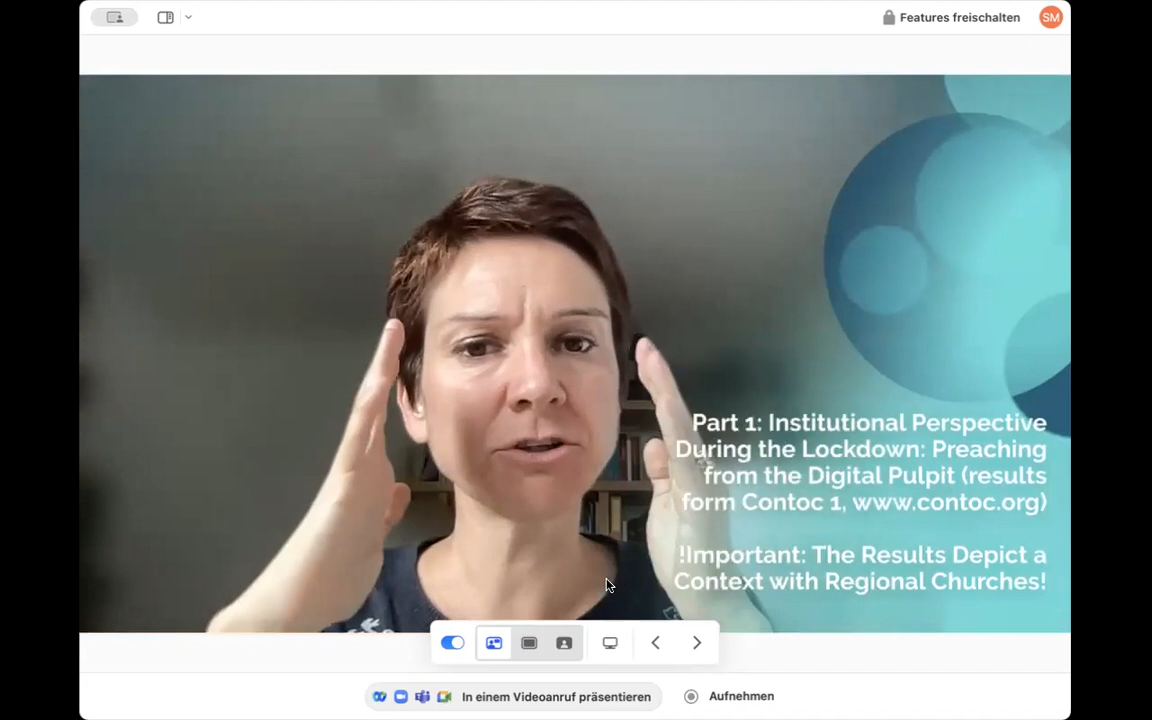 Features freischalten
SM
Part 1: Institutional Perspective
During the Lockdown: Preaching
from the Digital Pulpit (results
form Contoc 1, www.contoc.org)
!Important: The Results Depict a
Context with Regional Churches!
In einem Videoanruf präsentieren
Aufnehmen